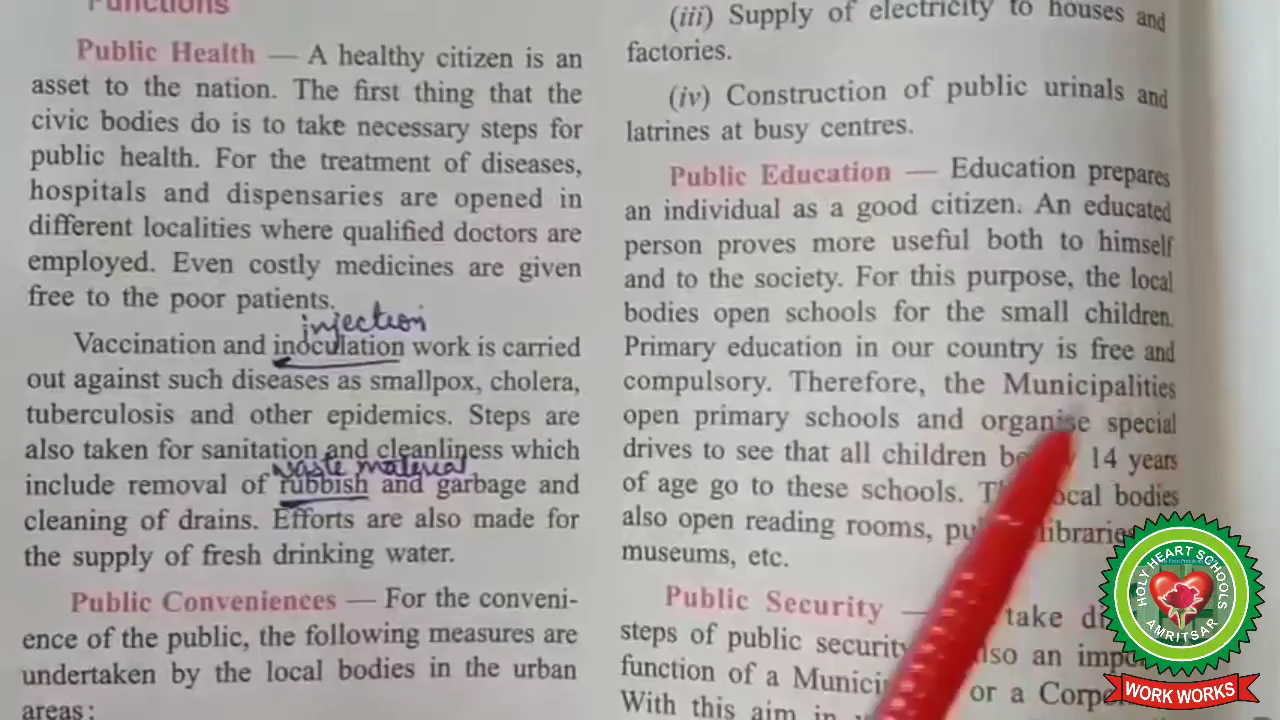 Functions
Public Health — A healthy citizen is an
asset to the nation. The first thing that the
civic bodies do is to take necessary steps for
public health. For the treatment of diseases,
hospitals and dispensaries are opened in
different localities where qualified doctors are
employed. Even costly medicines are given
free to the poor patients.
injection
Vaccination and inoculation work is carried
out against such diseases as smallpox, cholera,
tuberculosis and other epidemics. Steps are
also taken for sanitation and cleanliness which
waste material
include removal of rubbish and garbage and
cleaning of drains. Efforts are also made for
the supply of fresh drinking water.
Public Conveniences — For the conveni-
ence of the public, the following measures are
undertaken by the local bodies in the urban
areas:
(iii) Supply of electricity to houses and
factories.
(iv) Construction of public urinals and
latrines at busy centres.
Public Education — Education prepares
an individual as a good citizen. An educated
person proves more useful both to himself
and to the society. For this purpose, the local
bodies open schools for the small children.
Primary education in our country is free and
compulsory. Therefore, the Municipalities
open primary schools and organise special
drives to see that all children 14 years
of age go to these schools. local bodies
also open reading rooms, libraries
museums, etc.
Public Security — take
steps of public security also an
function of a or a
With this aim in
HOLY HEART SCHOOLS
AMRITSAR
WORK WORKS